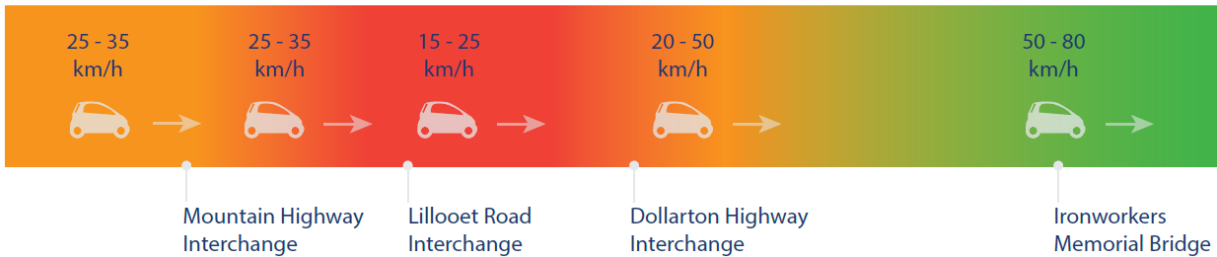 25 - 35
km/h
25 - 35
km/h
15 - 25
km/h
20 - 50
km/h
50 - 80
km/h
Mountain Highway
Interchange
Lillooet Road
Interchange
Dollarton Highway
Interchange
Ironworkers
Memorial Bridge